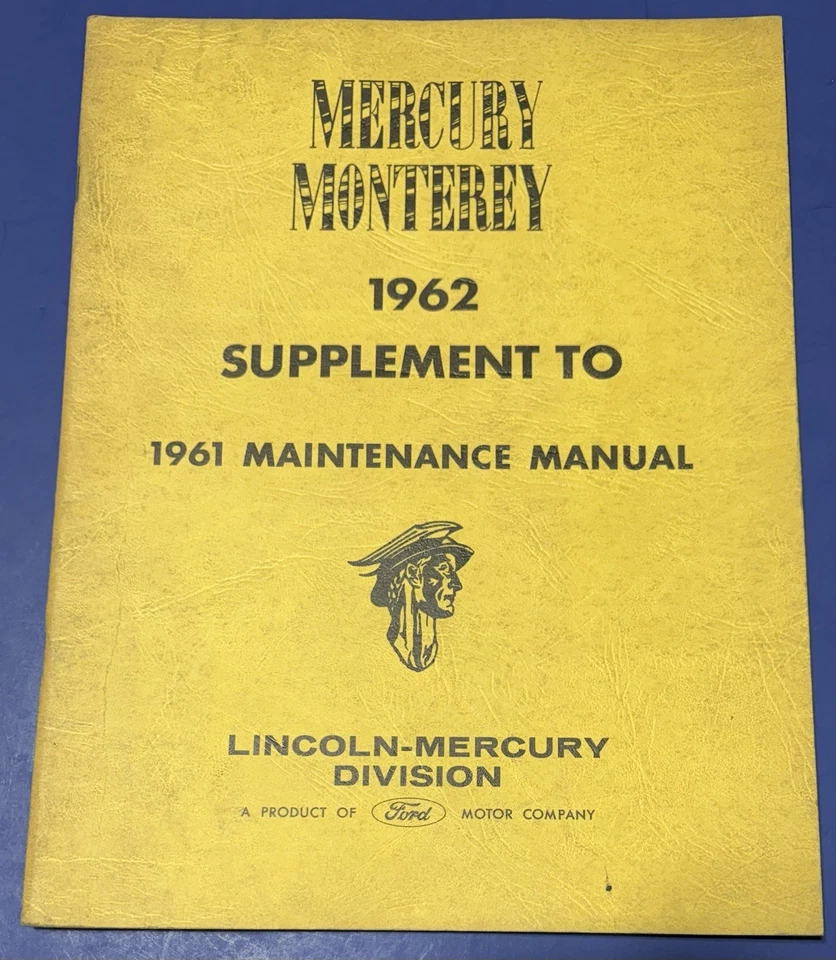 MERCURY
MONTEREY
1962
SUPPLEMENT TO
1961 MAINTENANCE MANUAL
LINCOLN-MERCURY
DIVISION
A PRODUCT OF Ford MOTOR COMPANY